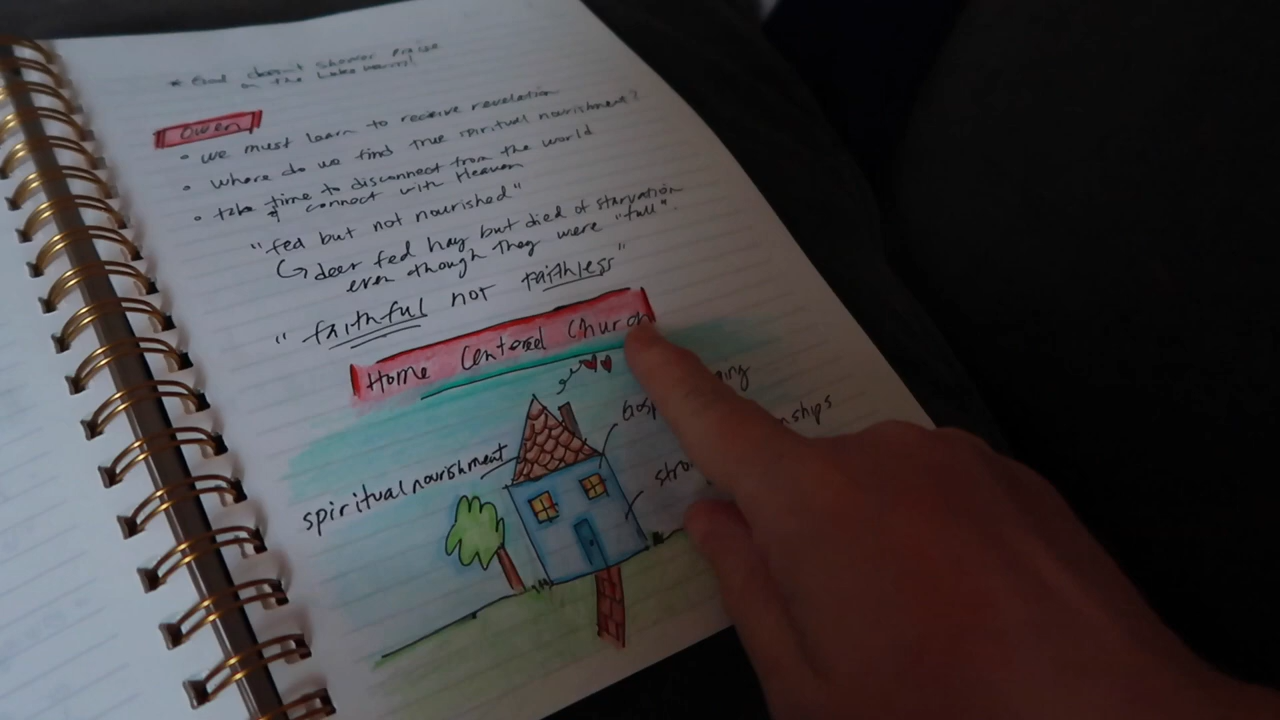 * God doesn't shower praise
on the Luke warm!
Owen
• we must learn to receive revelation
• where do we find true spiritual nourishment?
• take time to disconnect from the world
& connect with Heaven
"fed but not nourished"
↳ deer fed hay but died of starvation
even though they were "full".
"faithful not faithless"
Home Centered Church
spiritual nourishment